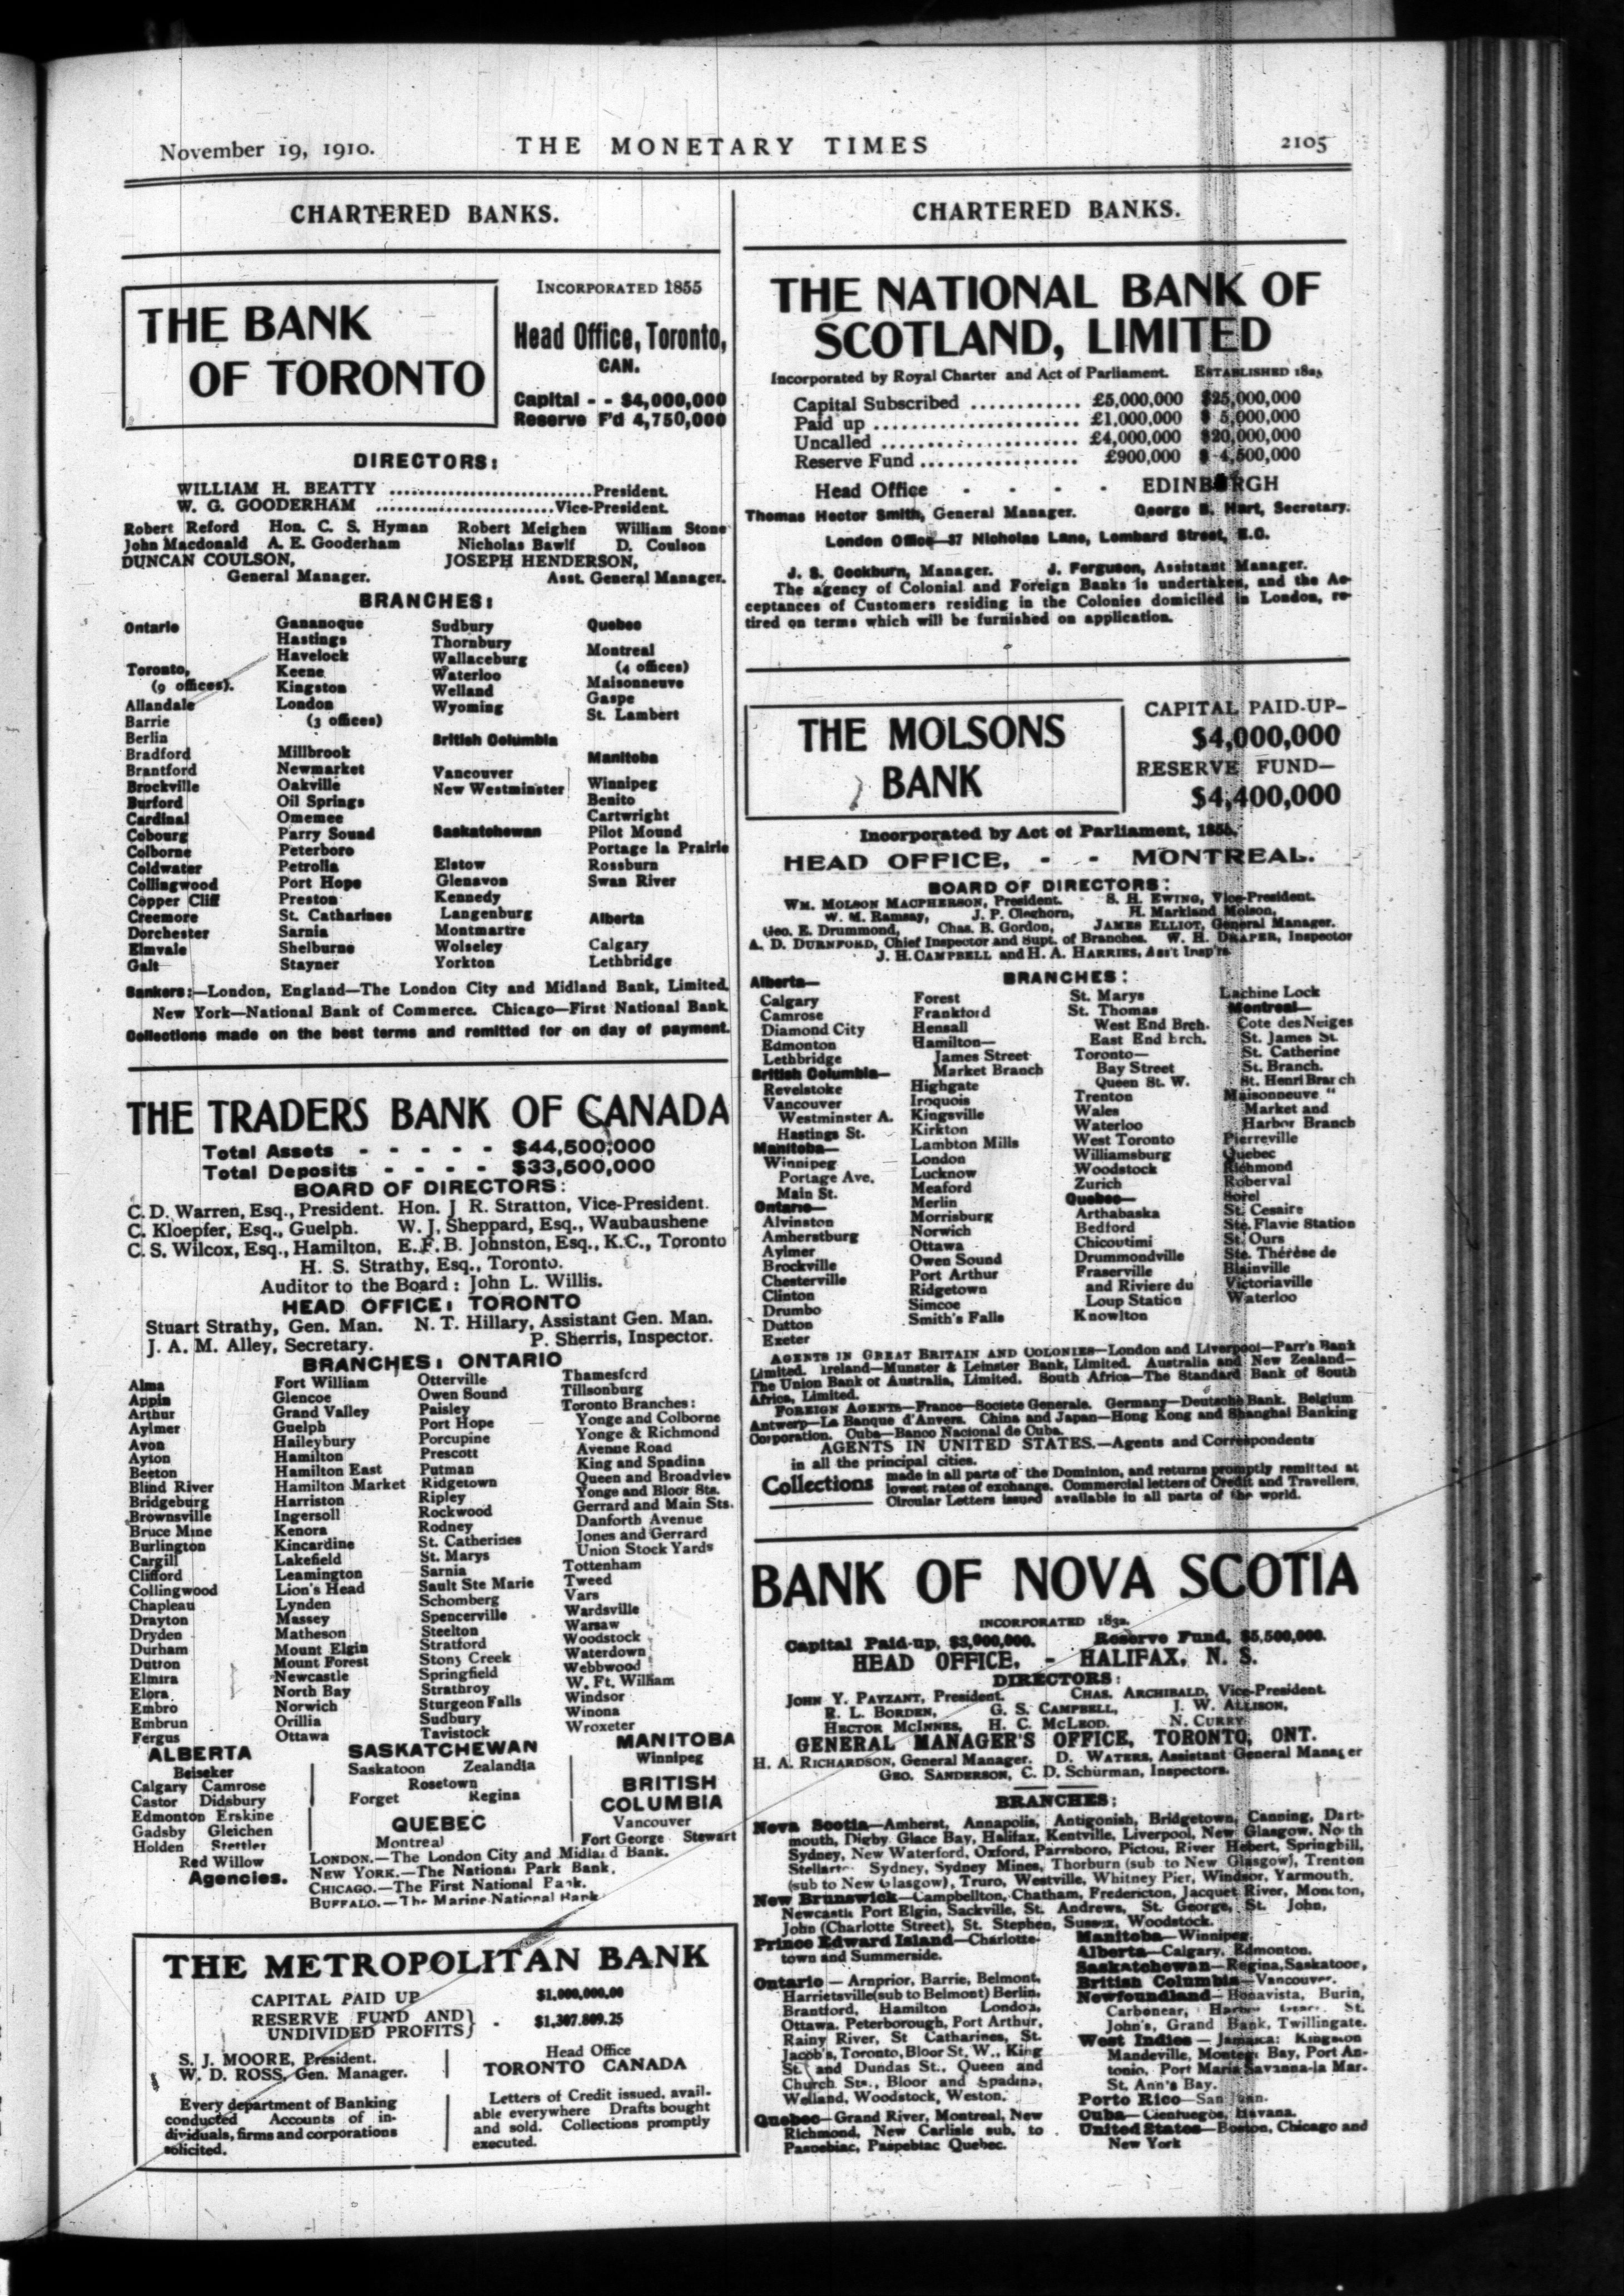 November 19, 1910.
THE MONETARY TIMES
2105
CHARTERED BANKS.
THE BANK
OF TORONTO
INCORPORATED 1855
Head Office, Toronto,
CAN.
Capital - - $4,000,000
Reserve F'd 4,750,000
DIRECTORS:
WILLIAM H. BEATTY ............................President.
W. G. GOODERHAM .........................Vice-President.
Robert Reford Hon. C. S. Hyman Robert Meighen William Stone
John Macdonald A. E. Gooderham Nicholas Bawlf D. Coulson
DUNCAN COULSON, JOSEPH HENDERSON,
General Manager. Asst. General Manager.
BRANCHES:
Ontario
Toronto,
(9 offices).
Allandale
Barrie
Berlin
Bradford
Brantford
Brockville
Burford
Cardinal
Cobourg
Colborne
Coldwater
Collingwood
Copper Cliff
Creemore
Dorchester
Elmvale
Galt
Gananoque
Hastings
Havelock
Keene
Kingston
London
(3 offices)
Millbrook
Newmarket
Oakville
Oil Springs
Omemee
Parry Sound
Peterboro
Petrolia
Port Hope
Preston
St. Catharines
Sarnia
Shelburne
Stayner
Sudbury
Thornbury
Wallaceburg
Waterloo
Welland
Wyoming
British Columbia
Vancouver
New Westminster
Saskatchewan
Elstow
Glenavon
Kennedy
Langenburg
Montmartre
Wolseley
Yorkton
Quebec
Montreal
(4 offices)
Maisonneuve
Gaspe
St. Lambert
Manitoba
Winnipeg
Benito
Cartwright
Pilot Mound
Portage la Prairie
Rossburn
Swan River
Alberta
Calgary
Lethbridge
Bankers:—London, England—The London City and Midland Bank, Limited.
New York—National Bank of Commerce. Chicago—First National Bank.
Collections made on the best terms and remitted for on day of payment.
THE TRADERS BANK OF CANADA
Total Assets - - - - - $44,500,000
Total Deposits - - - - $33,500,000
BOARD OF DIRECTORS:
C. D. Warren, Esq., President. Hon. J R. Stratton, Vice-President.
C. Kloepfer, Esq., Guelph. W. J. Sheppard, Esq., Waubaushene
C. S. Wilcox, Esq., Hamilton, E. F. B. Johnston, Esq., K.C., Toronto
H. S. Strathy, Esq., Toronto.
Auditor to the Board: John L. Willis.
HEAD OFFICE: TORONTO
Stuart Strathy, Gen. Man. N. T. Hillary, Assistant Gen. Man.
J. A. M. Alley, Secretary. P. Sherris, Inspector.
BRANCHES: ONTARIO
Alma
Appin
Arthur
Aylmer
Avon
Ayton
Beeton
Blind River
Bridgeburg
Brownsville
Bruce Mine
Burlington
Cargill
Clifford
Collingwood
Chapleau
Drayton
Dryden
Durham
Dutton
Elmira
Elora
Embro
Embrun
Fergus
Fort William
Glencoe
Grand Valley
Guelph
Haileybury
Hamilton
Hamilton East
Hamilton Market
Harriston
Ingersoll
Kenora
Kincardine
Lakefield
Leamington
Lion's Head
Lynden
Massey
Matheson
Mount Elgin
Mount Forest
Newcastle
North Bay
Norwich
Orillia
Ottawa
Otterville
Owen Sound
Paisley
Port Hope
Porcupine
Prescott
Putman
Ridgetown
Ripley
Rockwood
Rodney
St. Catherines
St. Marys
Sarnia
Sault Ste Marie
Schomberg
Spencerville
Steelton
Stratford
Stony Creek
Springfield
Strathroy
Sturgeon Falls
Sudbury
Tavistock
Thamesford
Tillsonburg
Toronto Branches:
Yonge and Colborne
Yonge & Richmond
Avenue Road
King and Spadina
Queen and Broadview
Yonge and Bloor Sts.
Gerrard and Main Sts.
Danforth Avenue
Jones and Gerrard
Union Stock Yards
Tottenham
Tweed
Vars
Wardsville
Warsaw
Woodstock
Waterdown
Webbwood
W. Ft. William
Windsor
Winona
Wroxeter
ALBERTA
Beiseker
Calgary Camrose
Castor Didsbury
Edmonton Erskine
Gadsby Gleichen
Holden Stettler
Red Willow
SASKATCHEWAN
Saskatoon Zealandia
Rosetown
Forget Regina
QUEBEC
Montreal
MANITOBA
Winnipeg
BRITISH
COLUMBIA
Vancouver
Fort George Stewart
Agencies.
LONDON.—The London City and Midland Bank.
NEW YORK.—The National Park Bank.
CHICAGO.—The First National Bank.
BUFFALO.—The Marine National Bank
THE METROPOLITAN BANK
CAPITAL PAID UP $1,000,000.00
RESERVE FUND AND
UNDIVIDED PROFITS} - $1,307,809.25
S. J. MOORE, President.
W. D. ROSS, Gen. Manager.
Head Office
TORONTO CANADA
Every department of Banking
conducted Accounts of in-
dividuals, firms and corporations
solicited.
Letters of Credit issued, avail-
able everywhere Drafts bought
and sold. Collections promptly
executed.
CHARTERED BANKS.
THE NATIONAL BANK OF
SCOTLAND, LIMITED
Incorporated by Royal Charter and Act of Parliament. ESTABLISHED
Capital Subscribed ............ £5,000,000 $25,000,000
Paid up ...................... £1,000,000 $ 5,000,000
Uncalled ..................... £4,000,000 $20,000,000
Reserve Fund ................. £900,000 $ 4,500,000
Head Office - - - - EDINBURGH
Thomas Hector Smith, General Manager. George B. Hart, Secretary.
London Office—37 Nicholas Lane, Lombard Street, E.C.
J. S. Cockburn, Manager. J. Ferguson, Assistant Manager.
The agency of Colonial and Foreign Banks is undertaken, and the Ac-
ceptances of Customers residing in the Colonies domiciled in London, re-
tired on terms which will be furnished on application.
THE MOLSONS
BANK
CAPITAL PAID-UP-
$4,000,000
RESERVE FUND—
$4,400,000
Incorporated by Act of Parliament, 1855.
HEAD OFFICE, - - MONTREAL.
BOARD OF DIRECTORS:
WM. MOLSON MACPHERSON, President. S. H. EWING, Vice-President.
W. M. Ramsay, J. P. Cleghorn, H. Markland Molson,
Geo. E. Drummond, Chas. B. Gordon, JAMES ELLIOT, General Manager.
A. D. DURNFORD, Chief Inspector and Supt. of Branches. W. H. DRAPER, Inspector
J. H. CAMPBELL and H. A. HARRIES, Ass't Insp'rs
BRANCHES:
Alberta—
Calgary
Camrose
Diamond City
Edmonton
Lethbridge
British Columbia—
Revelstoke
Vancouver
Westminster A.
Hastings St.
Manitoba—
Winnipeg
Portage Ave.
Main St.
Ontario—
Alvinston
Amherstburg
Aylmer
Brockville
Chesterville
Clinton
Drumbo
Dutton
Exeter
Forest
Frankford
Hensall
Hamilton—
James Street
Market Branch
Highgate
Iroquois
Kingsville
Kirkton
Lambton Mills
London
Lucknow
Meaford
Merlin
Morrisburg
Norwich
Ottawa
Owen Sound
Port Arthur
Ridgetown
Simcoe
Smith's Falls
St. Marys
St. Thomas
West End Brch.
East End Brch.
Toronto—
Bay Street
Queen St. W.
Trenton
Wales
Waterloo
West Toronto
Williamsburg
Woodstock
Zurich
Quebec—
Arthabaska
Bedford
Chicoutimi
Drummondville
Fraserville
and Riviere du
Loup Station
Knowlton
Lachine Lock
Montreal—
Cote des Neiges
St. James St.
St. Catherine
St. Branch.
St. Henri Branch
Maisonneuve "
Market and
Harbor Branch
Pierreville
Quebec
Richmond
Roberval
Sorel
St. Cesaire
Ste. Flavie Station
St. Ours
Ste. Thérèse de
Blainville
Victoriaville
Waterloo
AGENTS IN GREAT BRITAIN AND COLONIES—London and Liverpool—Parr's Bank
Limited. Ireland—Munster & Leinster Bank, Limited. Australia and New Zealand—
The Union Bank of Australia, Limited. South Africa—The Standard Bank of South
Africa, Limited.
FOREIGN AGENTS—France—Societe Generale. Germany—Deutsche Bank. Belgium
Antwerp—La Banque d'Anvers. China and Japan—Hong Kong and Shanghai Banking
Corporation. Cuba—Banco Nacional de Cuba.
AGENTS IN UNITED STATES.—Agents and Correspondents
in all the principal cities.
Collections made in all parts of the Dominion, and returns promptly remitted at
lowest rates of exchange. Commercial letters of Credit and Travellers,
Circular Letters issued available in all parts of the world.
BANK OF NOVA SCOTIA
INCORPORATED 1832.
Capital Paid-up, $3,000,000. Reserve Fund, $5,500,000.
HEAD OFFICE, - HALIFAX, N. S.
DIRECTORS:
JOHN Y. PAYZANT, President. CHAS. ARCHIBALD, Vice-President
R. L. BORDEN, G. S. CAMPBELL, J. W. ALLISON,
HECTOR MCINNES, H. C. MCLEOD. N. CURRY
GENERAL MANAGER'S OFFICE, TORONTO, ONT.
H. A. RICHARDSON, General Manager. D. WATERS, Assistant General Manager
GEO. SANDERSON, C. D. Schurman, Inspectors.
BRANCHES:
Nova Scotia—Amherst, Annapolis, Antigonish, Bridgetown, Canning, Dart-
mouth, Digby Glace Bay, Halifax, Kentville, Liverpool, New Glasgow, North
Sydney, New Waterford, Oxford, Parrsboro, Pictou, River Hebert, Springhill,
Sydney, Sydney Mines, Thorburn (sub to New Glasgow), Trenton
(sub to New Glasgow), Truro, Westville, Whitney Pier, Windsor, Yarmouth.
New Brunswick—Campbellton, Chatham, Fredericton, Jacquet River, Moncton,
Newcastle Port Elgin, Sackville, St. Andrews, St. George, St. John,
John (Charlotte Street), St. Stephen, Sussex, Woodstock.
Prince Edward Island—Charlotte-
town and Summerside.
Ontario — Arnprior, Barrie, Belmont,
Harrietsville (sub to Belmont) Berlin,
Brantford, Hamilton London,
Ottawa, Peterborough, Port Arthur,
Rainy River, St Catharines, St.
Jacob's, Toronto, Bloor St. W., King
St. and Dundas St., Queen and
Church Sts., Bloor and Spadina,
Welland, Woodstock, Weston.
Quebec—Grand River, Montreal, New
Richmond, New Carlisle sub. to
Paspebiac, Paspebiac Quebec.
Manitoba—Winnipeg.
Alberta—Calgary, Edmonton.
Saskatchewan—Regina, Saskatoon,
British Columbia—Vancouver.
Newfoundland—Bonavista, Burin,
Carbonear, Harbor Grace, St.
John's, Grand Bank, Twillingate.
West Indies — Jamaica: Kingston
Mandeville, Montego Bay, Port An-
tonio, Port Maria Savanna-la Mar.
St. Ann's Bay.
Porto Rico—San Juan.
Cuba—Cienfuegos, Havana.
United States—Boston, Chicago and
New York